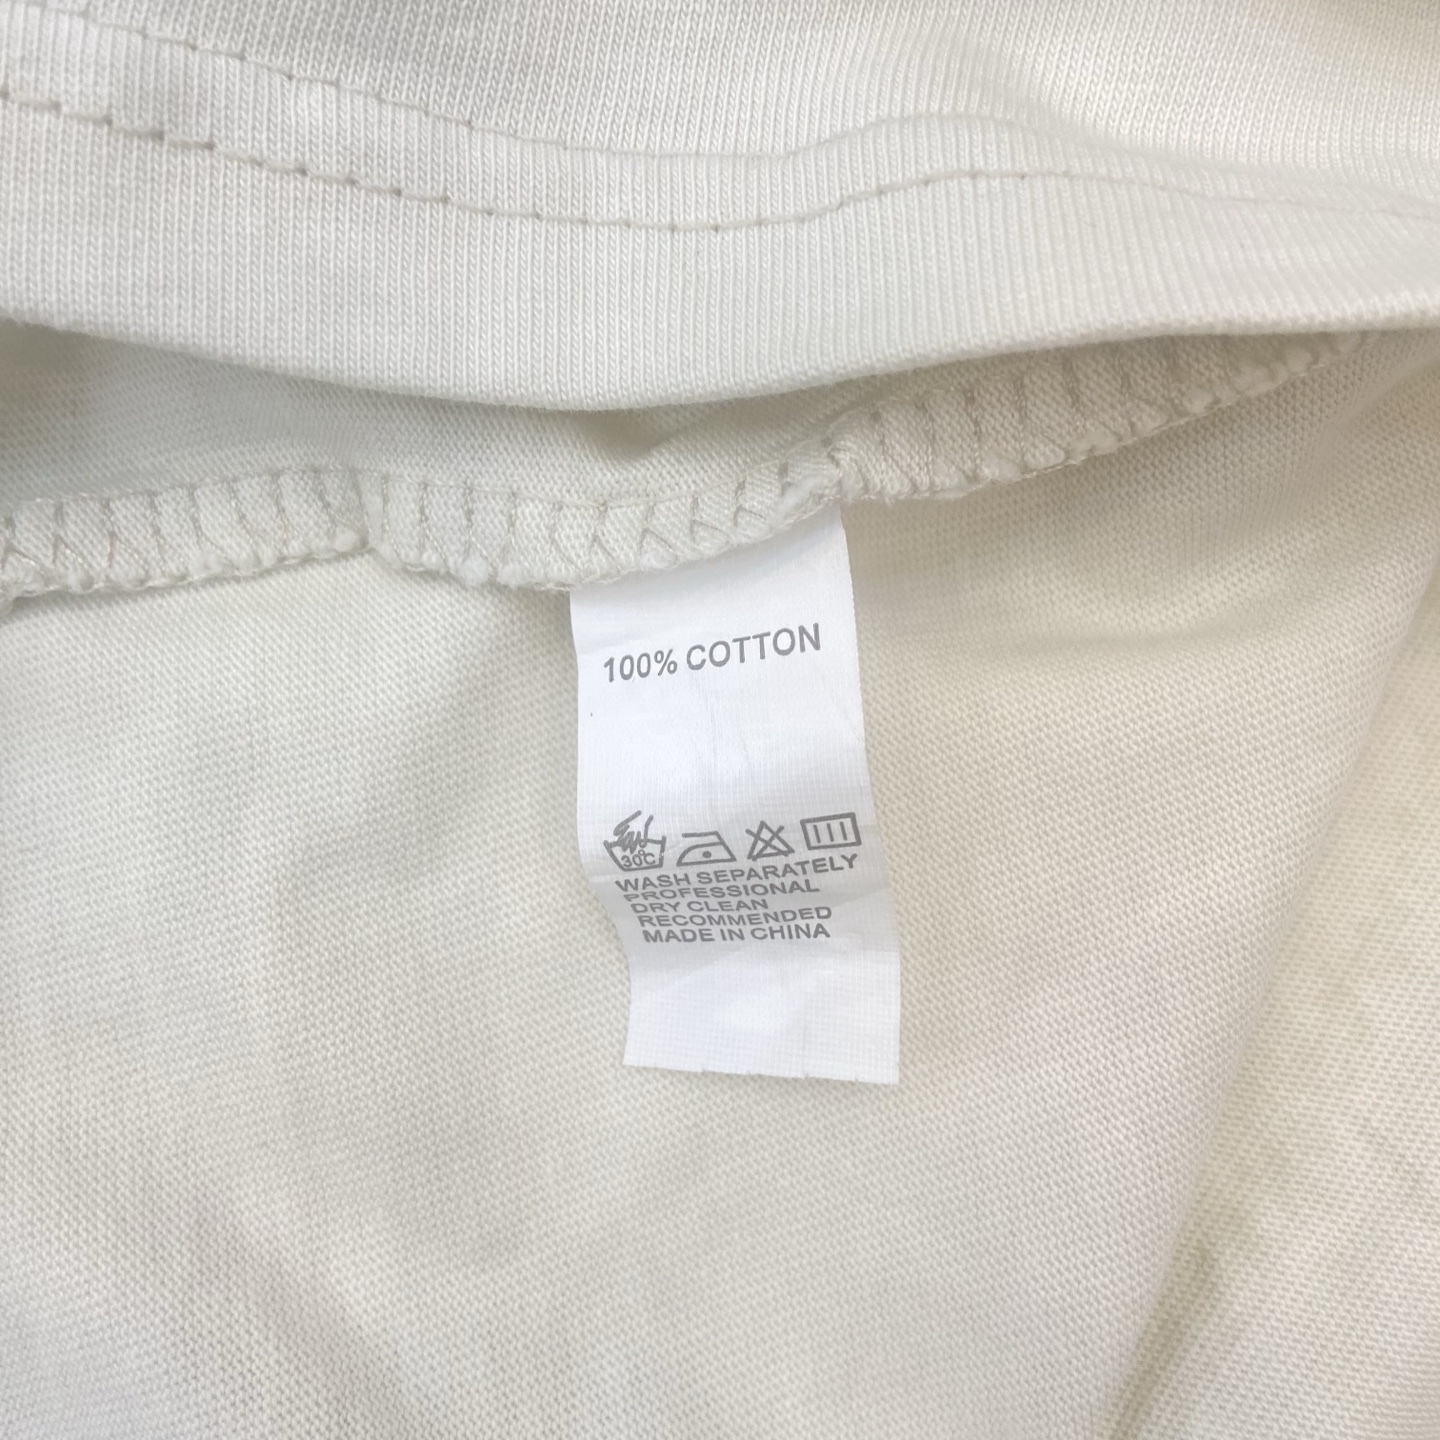 100% COTTON
30°C
WASH SEPARATELY
PROFESSIONAL
DRY CLEAN
RECOMMENDED
MADE IN CHINA